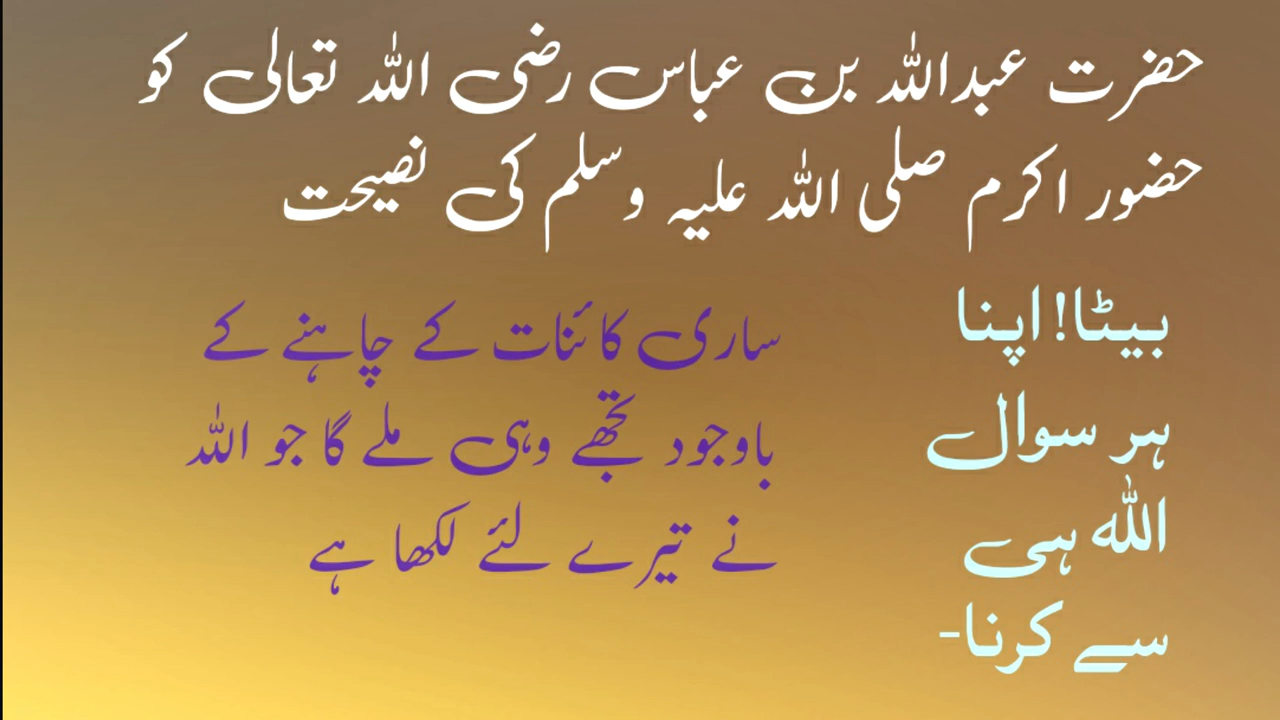 حضرت عبداللہ بن عباس رضی اللہ تعالی کو
حضور اکرم صلی اللہ علیہ وسلم کی نصیحت
بیٹا! اپنا
ہر سوال
اللہ ہی
سے کرنا-
ساری کائنات کے چاہنے کے
باوجود تجھے وہی ملے گا جو اللہ
نے تیرے لئے لکھا ہے